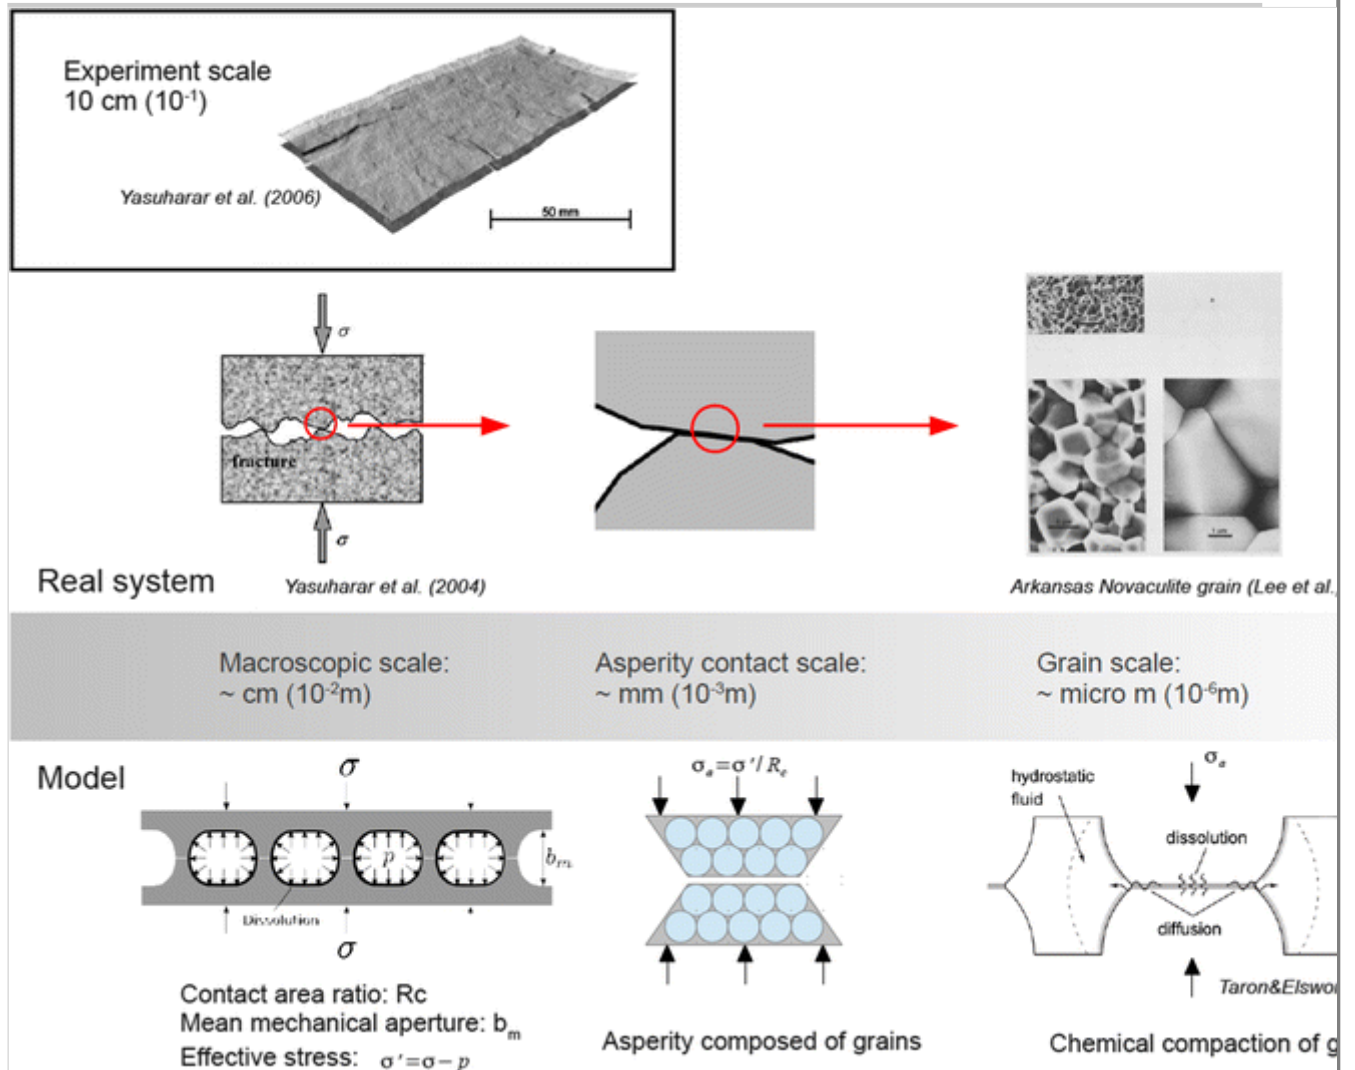 Experiment scale
10 cm (10-1)
Yasuharar et al. (2006)
50 mm
σ
fracture
σ
Real system
Yasuharar et al. (2004)
Arkansas Novaculite grain (Lee et al.,
Macroscopic scale:
~ cm (10-2m)
Asperity contact scale:
~ mm (10-3m)
Grain scale:
~ micro m (10-6m)
Model
σ
p
bm
Dissolution
σ
Contact area ratio: Rc
Mean mechanical aperture: bm
Effective stress: σ'=σ−p
σa=σ'/Rc
Asperity composed of grains
σa
hydrostatic
fluid
dissolution
diffusion
Taron&Elswo
Chemical compaction of g